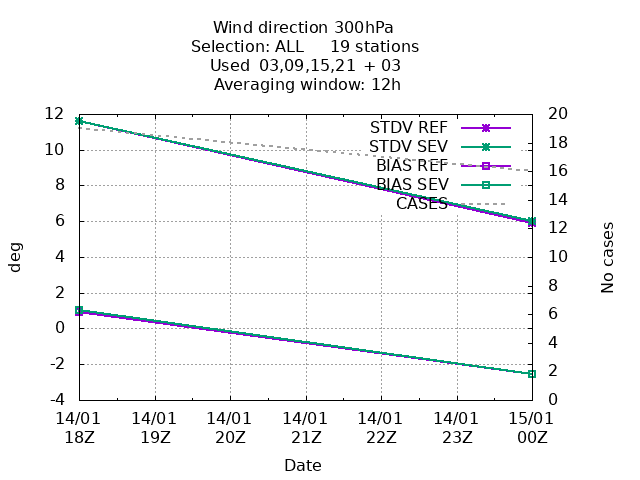 Wind direction 300hPa
Selection: ALL     19 stations
Used 03,09,15,21 + 03
Averaging window: 12h
12
10
8
6
4
2
0
-2
-4
deg
STDV REF
STDV SEV
BIAS REF
BIAS SEV
CASES
20
18
16
14
12
10
8
6
4
2
0
No cases
14/01 14/01 14/01 14/01 14/01 14/01 15/01
18Z 19Z 20Z 21Z 22Z 23Z 00Z
Date